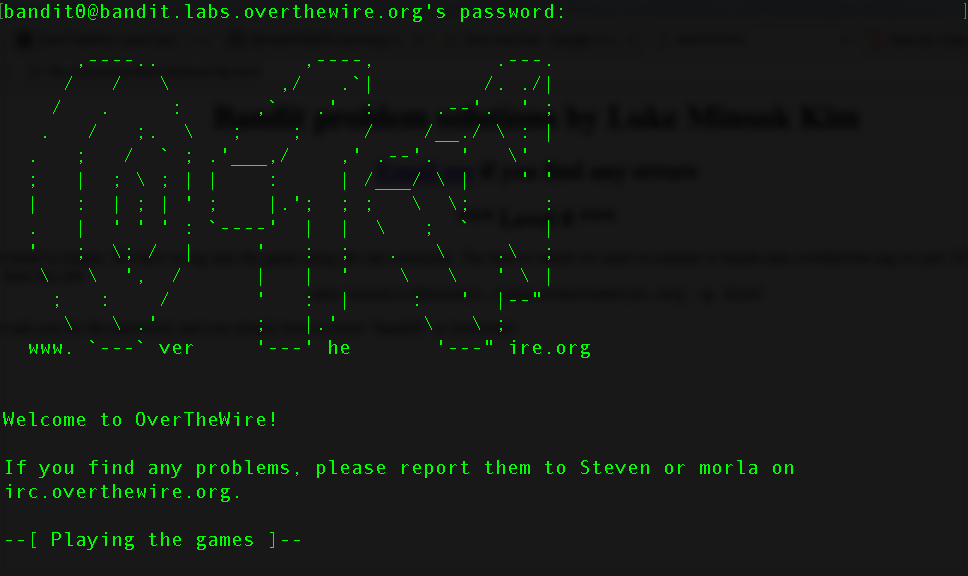 [bandit0@bandit.labs.overthewire.org's password: ]
www. `---` ver '---' he '---" ire.org
Welcome to OverTheWire!
If you find any problems, please report them to Steven or morla on
irc.overthewire.org.
--[ Playing the games ]--